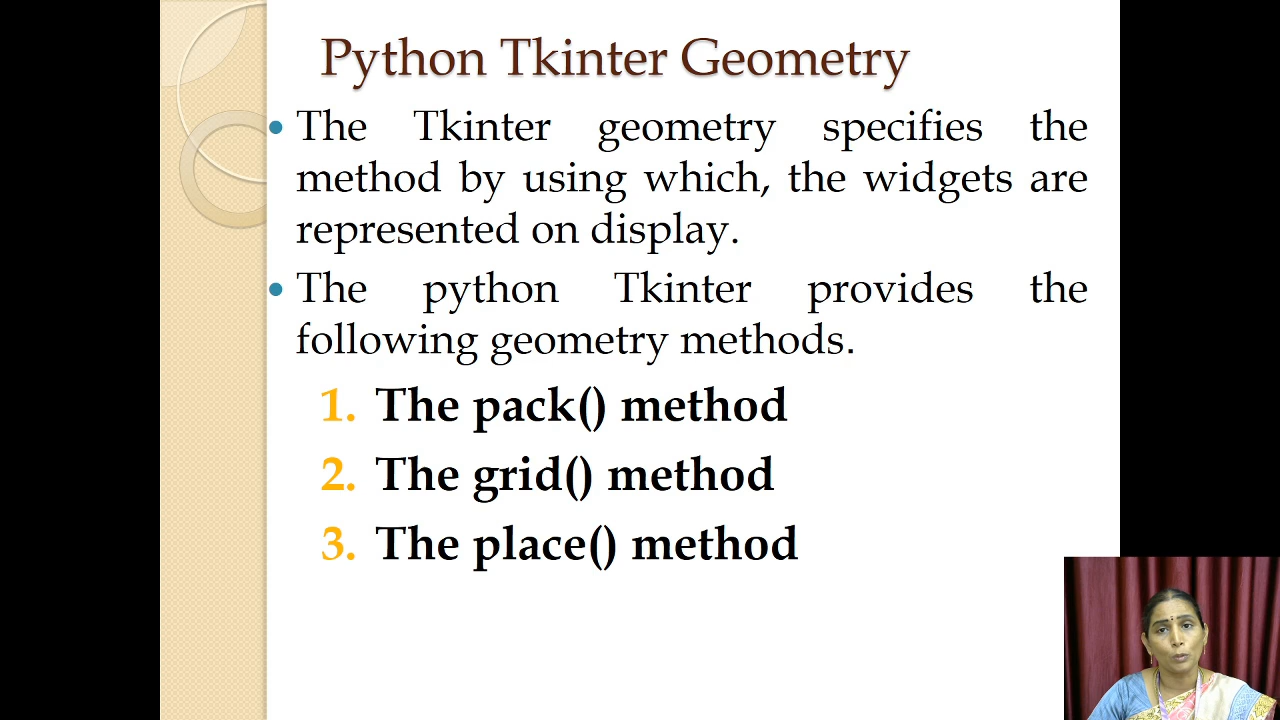 Python Tkinter Geometry
• The Tkinter geometry specifies the
method by using which, the widgets are
represented on display.
• The python Tkinter provides the
following geometry methods.
1. The pack() method
2. The grid() method
3. The place() method